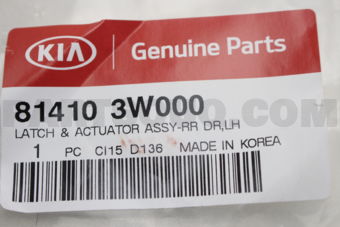 KIA
Genuine Parts
81410 3W000
LATCH & ACTUATOR ASSY-RR DR,LH
1 PC CI15 D136 MADE IN KOREA